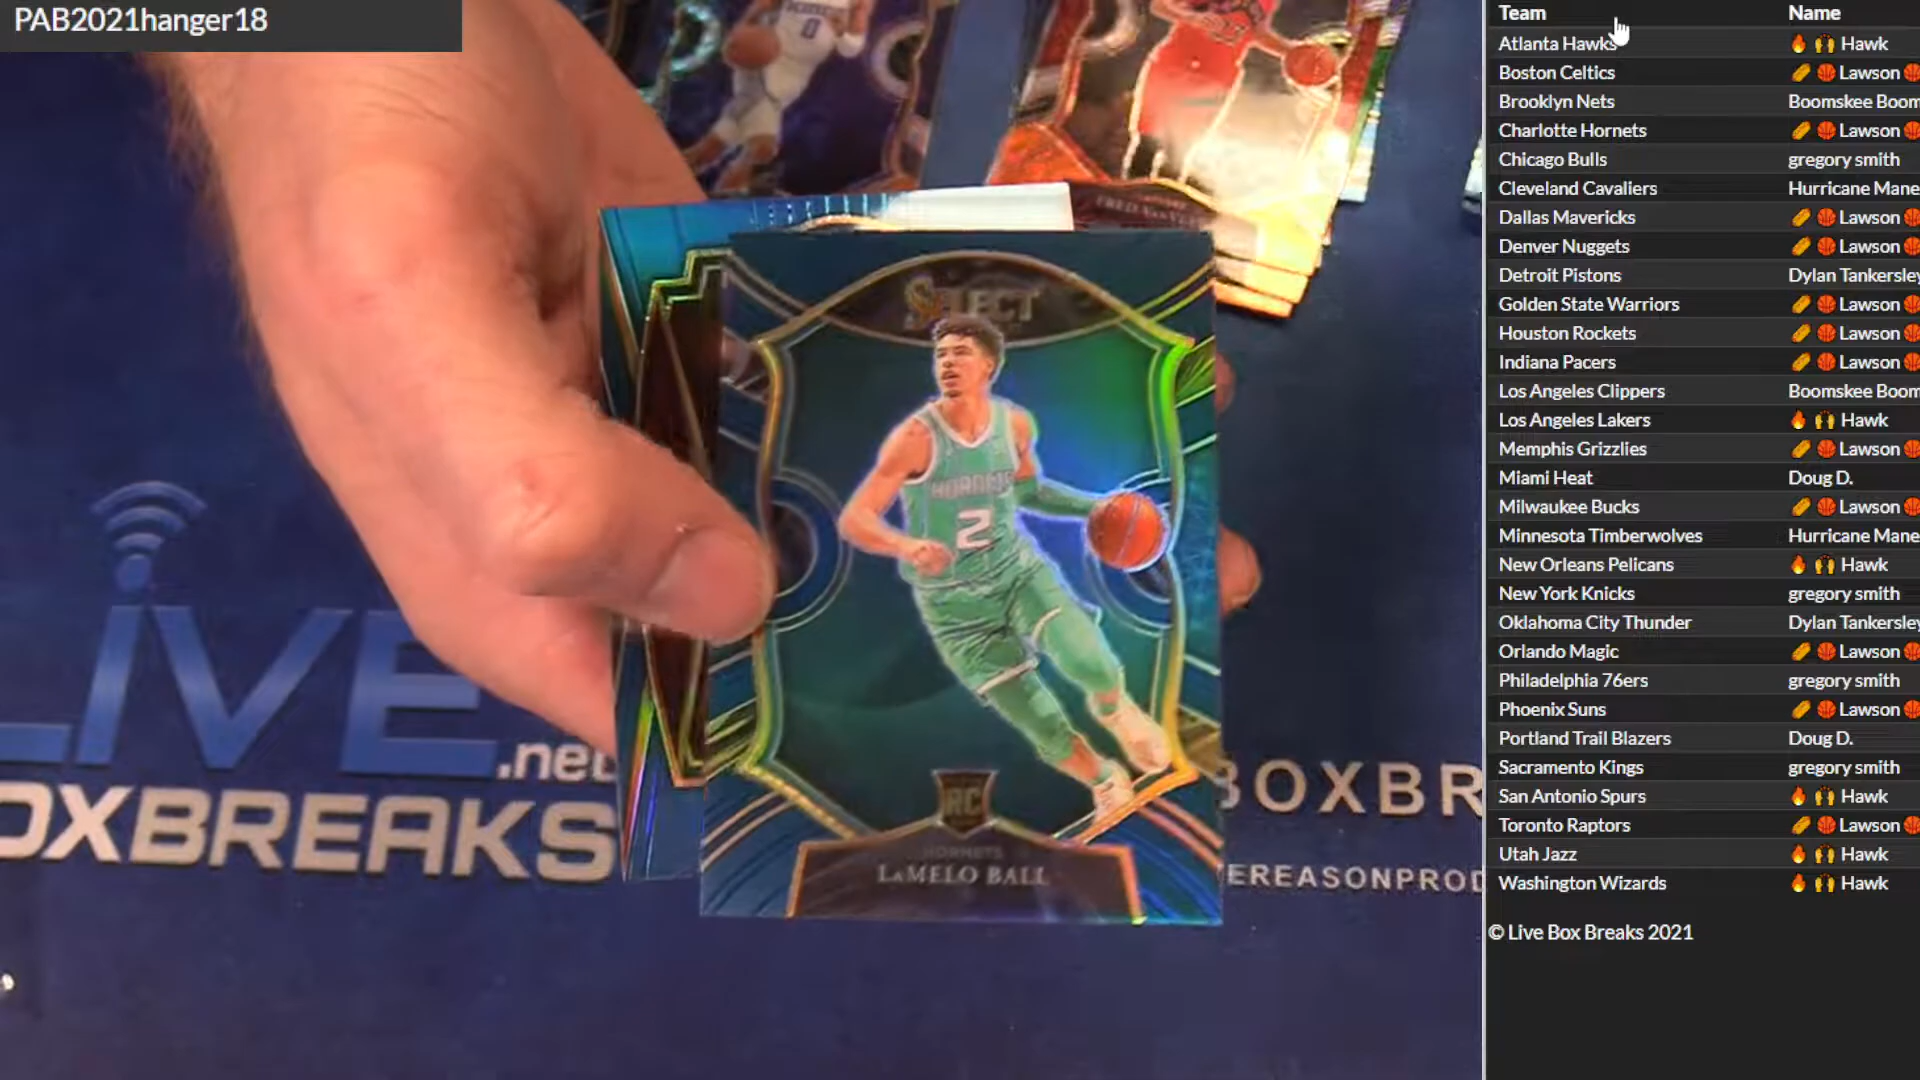 PAB2021hanger18
Team Name
Atlanta Hawks Hawk
Boston Celtics Lawson
Brooklyn Nets Boomskee Boom
Charlotte Hornets Lawson
Chicago Bulls gregory smith
Cleveland Cavaliers Hurricane Mane
Dallas Mavericks Lawson
Denver Nuggets Lawson
Detroit Pistons Dylan Tankersley
Golden State Warriors Lawson
Houston Rockets Lawson
Indiana Pacers Lawson
Los Angeles Clippers Boomskee Boom
Los Angeles Lakers Hawk
Memphis Grizzlies Lawson
Miami Heat Doug D.
Milwaukee Bucks Lawson
Minnesota Timberwolves Hurricane Mane
New Orleans Pelicans Hawk
New York Knicks gregory smith
Oklahoma City Thunder Dylan Tankersley
Orlando Magic Lawson
Philadelphia 76ers gregory smith
Phoenix Suns Lawson
Portland Trail Blazers Doug D.
Sacramento Kings gregory smith
San Antonio Spurs Hawk
Toronto Raptors Lawson
Utah Jazz Hawk
Washington Wizards Hawk
© Live Box Breaks 2021
0
SELECT
HORNETS
2
RC
HORNETS
LAMELO BALL
LIVE
.net
OXBREAKS
BOXBR
EREASONPROD